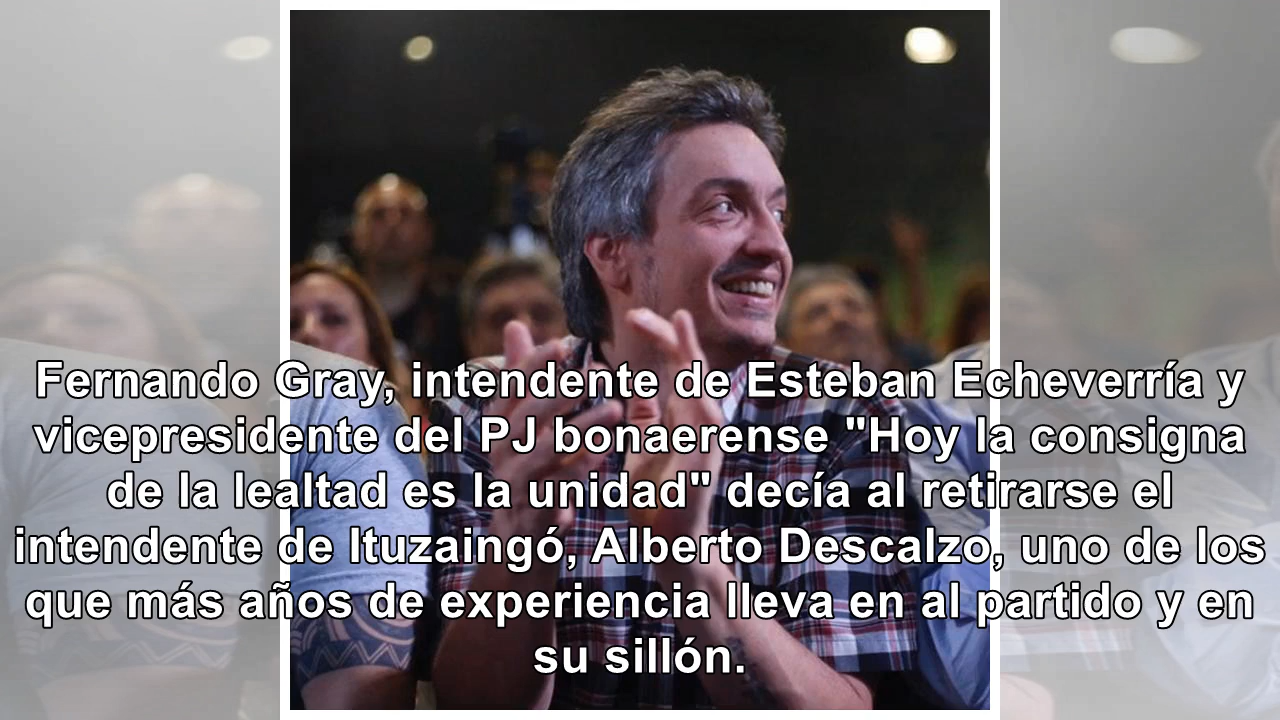 Fernando Gray, intendente de Esteban Echeverría y
vicepresidente del PJ bonaerense "Hoy la consigna
de la lealtad es la unidad" decía al retirarse el
intendente de Ituzaingó, Alberto Descalzo, uno de los
que más años de experiencia lleva en al partido y en
su sillón.